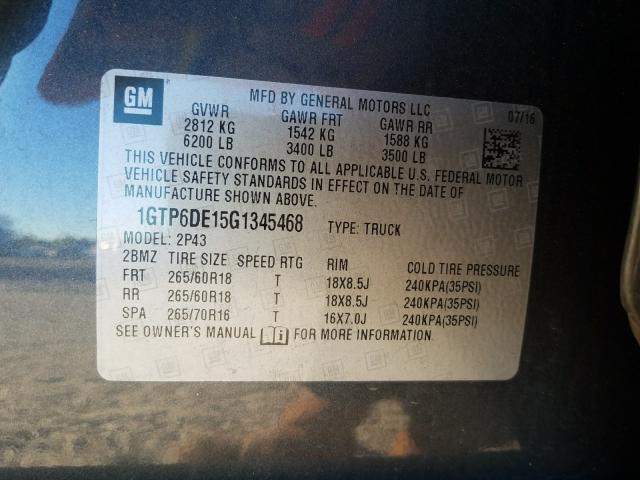 GM
MFD BY GENERAL MOTORS LLC
07/16
GVWR GAWR FRT GAWR RR
2812 KG 1542 KG 1588 KG
6200 LB 3400 LB 3500 LB
THIS VEHICLE CONFORMS TO ALL APPLICABLE U.S. FEDERAL MOTOR
VEHICLE SAFETY STANDARDS IN EFFECT ON THE DATE OF
MANUFACTURE SHOWN ABOVE.
1GTP6DE15G1345468 TYPE: TRUCK
MODEL: 2P43
2BMZ TIRE SIZE SPEED RTG RIM COLD TIRE PRESSURE
FRT 265/60R18 T 18X8.5J 240KPA(35PSI)
RR 265/60R18 T 18X8.5J 240KPA(35PSI)
SPA 265/70R16 T 16X7.0J 240KPA(35PSI)
SEE OWNER'S MANUAL FOR MORE INFORMATION